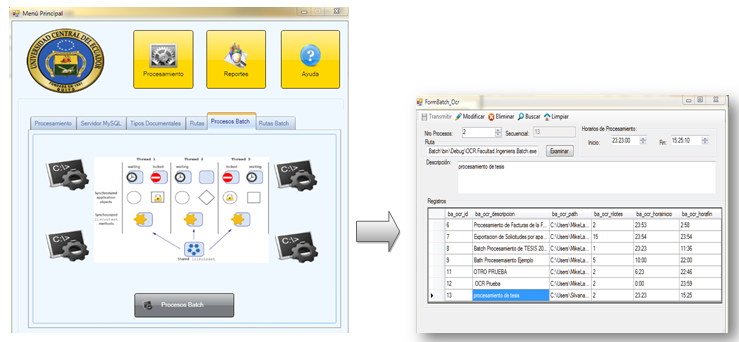 Menú Principal
UNIVERSIDAD CENTRAL DEL ECUADOR
QUITO
Procesamiento
Reportes
Ayuda
Procesamiento
Servidor MySQL
Tipos Documentales
Rutas
Procesos Batch
Rutas Batch
Thread 1
Thread 2
Thread 3
waiting
locked
waiting
waiting
locked
Synchronized
application
objects
Synchronized
methods
Shared
C:\>
C:\>
C:\>
C:\>
Procesos Batch
FormBatch_Ocr
Transmitir Modificar Eliminar Buscar Limpiar
Nro Procesos: 2 Secuencial: 13
Horarios de Procesamiento:
Inicio: 23:23:00 Fin: 15:25:10
Ruta
Batch\bin\Debug\OCR.Facultad.Ingenieria.Batch.exe Examinar
Descripción: procesamiento de tesis
Registros
ba_ocr_id ba_ocr_descripcion ba_ocr_path ba_ocr_nlotes ba_ocr_horainicio ba_ocr_horafin
6 Procesamiento de Facturas de la F... C:\Users\MikeLa... 2 23:53 2:58
7 Exportacion de Solicitudes por apa... C:\Users\MikeLa... 15 23:54 23:54
8 Batch Procesamiento de TESIS 20... C:\Users\MikeLa... 1 23:23 11:36
9 Bath Procesemaiento Ejemplo C:\Users\MikeLa... 5 10:00 22:00
11 OTRO PRUEBA C:\Users\MikeLa... 2 6:23 22:46
12 OCR Prueba C:\Users\MikeLa... 2 0:00 23:59
13 procesamiento de tesis C:\Users\Silvana... 2 23:23 15:25